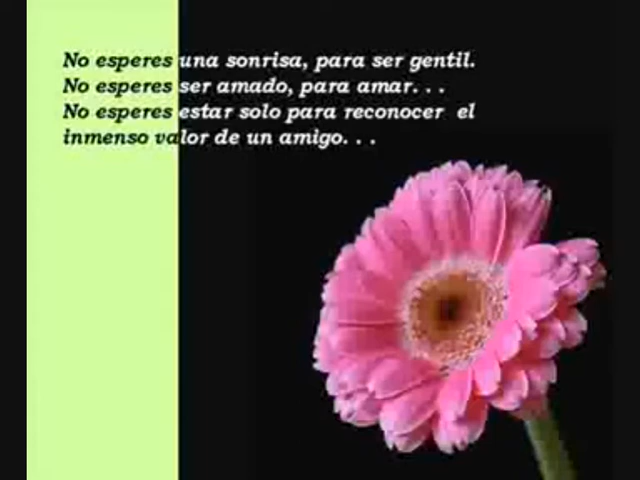 No esperes una sonrisa, para ser gentil.
No esperes ser amado, para amar. . .
No esperes estar solo para reconocer el
inmenso valor de un amigo. . .